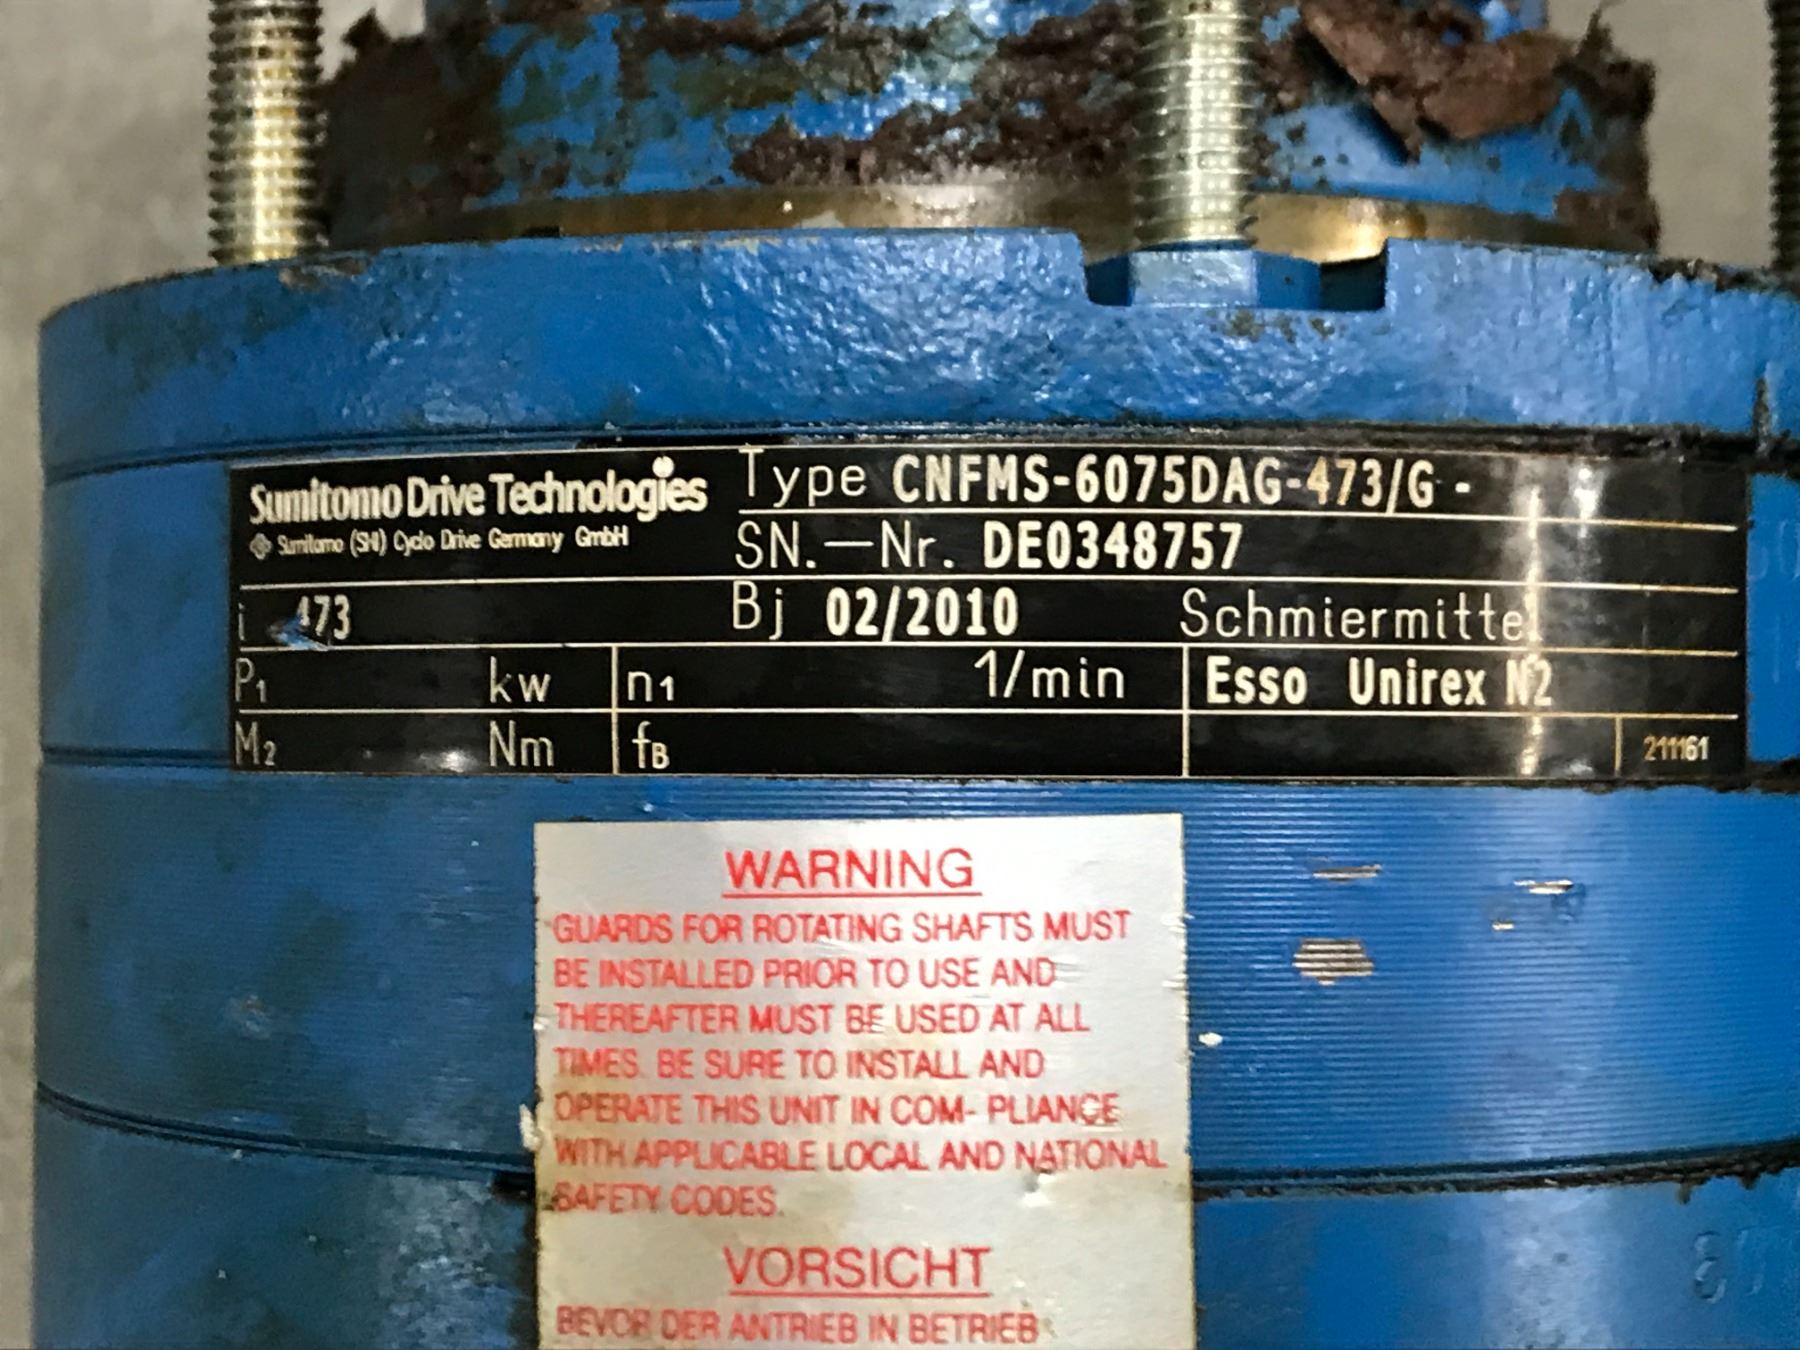 Sumitomo Drive Technologies
Sumitomo (SHI) Cyclo Drive Germany GmbH
Type CNFMS-6075DAG-473/G -
SN.-Nr. DE0348757
i 473
Bj 02/2010
Schmiermittel
P1 kw
n1 1/min
Esso Unirex N2
M2 Nm
fB
211161
WARNING
GUARDS FOR ROTATING SHAFTS MUST
BE INSTALLED PRIOR TO USE AND
THEREAFTER MUST BE USED AT ALL
TIMES. BE SURE TO INSTALL AND
OPERATE THIS UNIT IN COM- PLIANCE
WITH APPLICABLE LOCAL AND NATIONAL
SAFETY CODES.
VORSICHT
BEVOR DER ANTRIEB IN BETRIEB